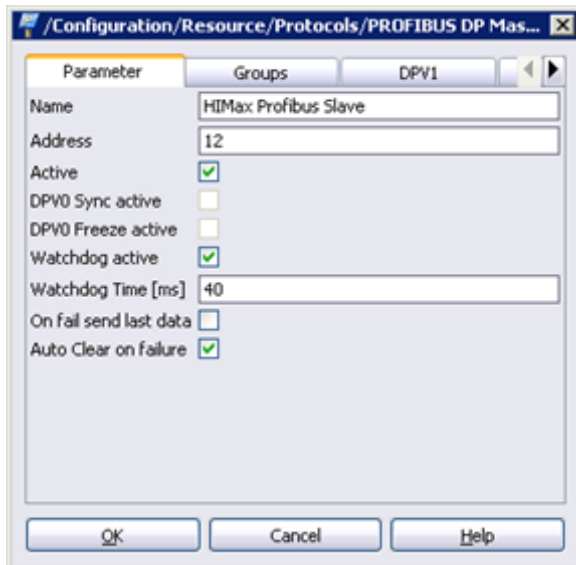 /Configuration/Resource/Protocols/PROFIBUS DP Mas...
Parameter Groups DPV1
Name HIMax Profibus Slave
Address 12
Active
DPV0 Sync active
DPV0 Freeze active
Watchdog active
Watchdog Time [ms] 40
On fail send last data
Auto Clear on failure
OK Cancel Help